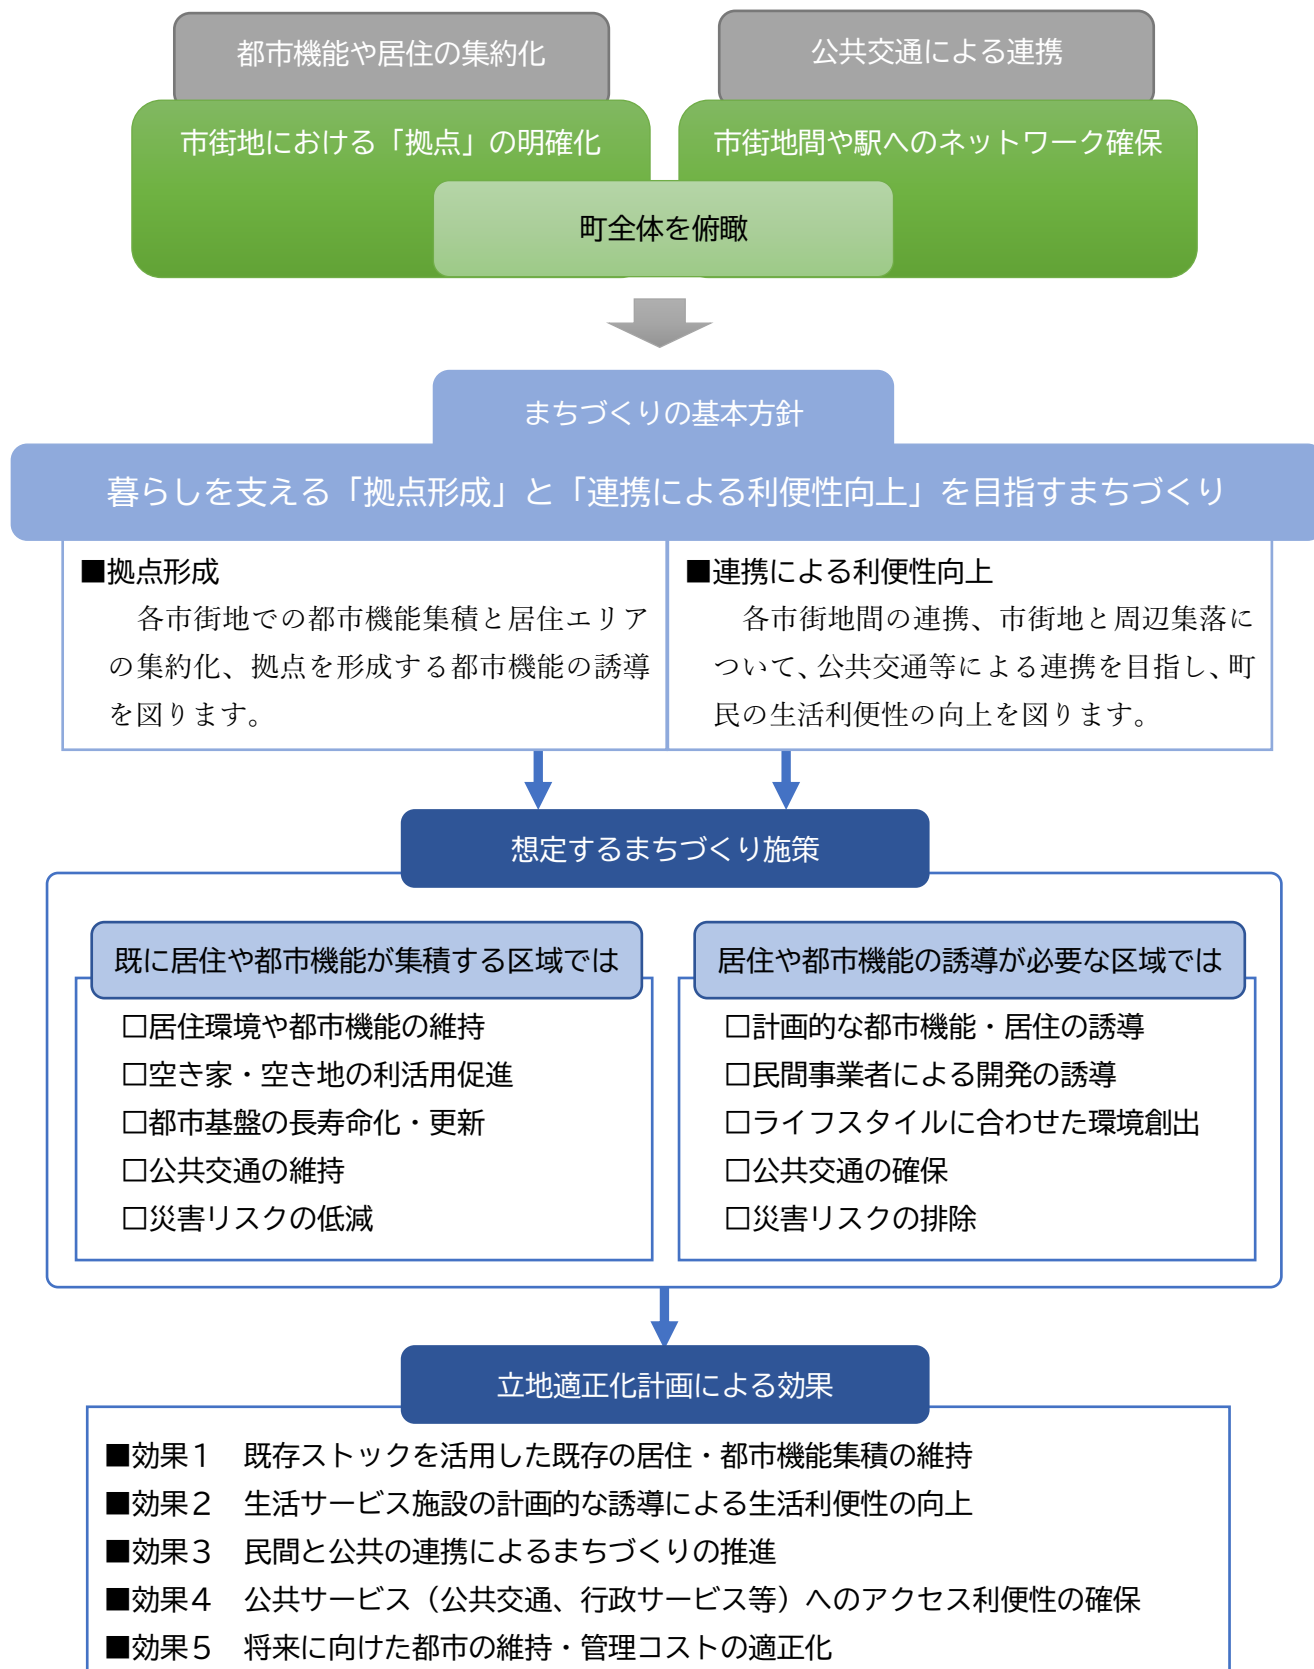 都市機能や居住の集約化
公共交通による連携
市街地における「拠点」の明確化
市街地間や駅へのネットワーク確保
町全体を俯瞰
まちづくりの基本方針
暮らしを支える「拠点形成」と「連携による利便性向上」を目指すまちづくり
■拠点形成
各市街地での都市機能集積と居住エリア
の集約化、拠点を形成する都市機能の誘導
を図ります。
■連携による利便性向上
各市街地間の連携、市街地と周辺集落に
ついて、公共交通等による連携を目指し、町
民の生活利便性の向上を図ります。
想定するまちづくり施策
既に居住や都市機能が集積する区域では
□居住環境や都市機能の維持
□空き家・空き地の利活用促進
□都市基盤の長寿命化・更新
□公共交通の維持
□災害リスクの低減
居住や都市機能の誘導が必要な区域では
□計画的な都市機能・居住の誘導
□民間事業者による開発の誘導
□ライフスタイルに合わせた環境創出
□公共交通の確保
□災害リスクの排除
立地適正化計画による効果
■効果１　既存ストックを活用した既存の居住・都市機能集積の維持
■効果２　生活サービス施設の計画的な誘導による生活利便性の向上
■効果３　民間と公共の連携によるまちづくりの推進
■効果４　公共サービス（公共交通、行政サービス等）へのアクセス利便性の確保
■効果５　将来に向けた都市の維持・管理コストの適正化